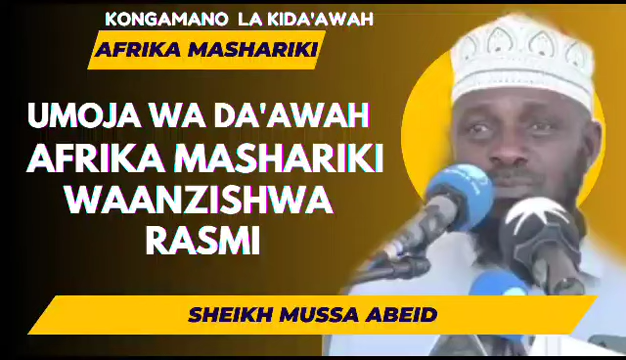 KONGAMANO LA KIDA'AWAH
AFRIKA MASHARIKI
UMOJA WA DA'AWAH
AFRIKA MASHARIKI
WAANZISHWA
RASMI
SHEIKH MUSSA ABEID